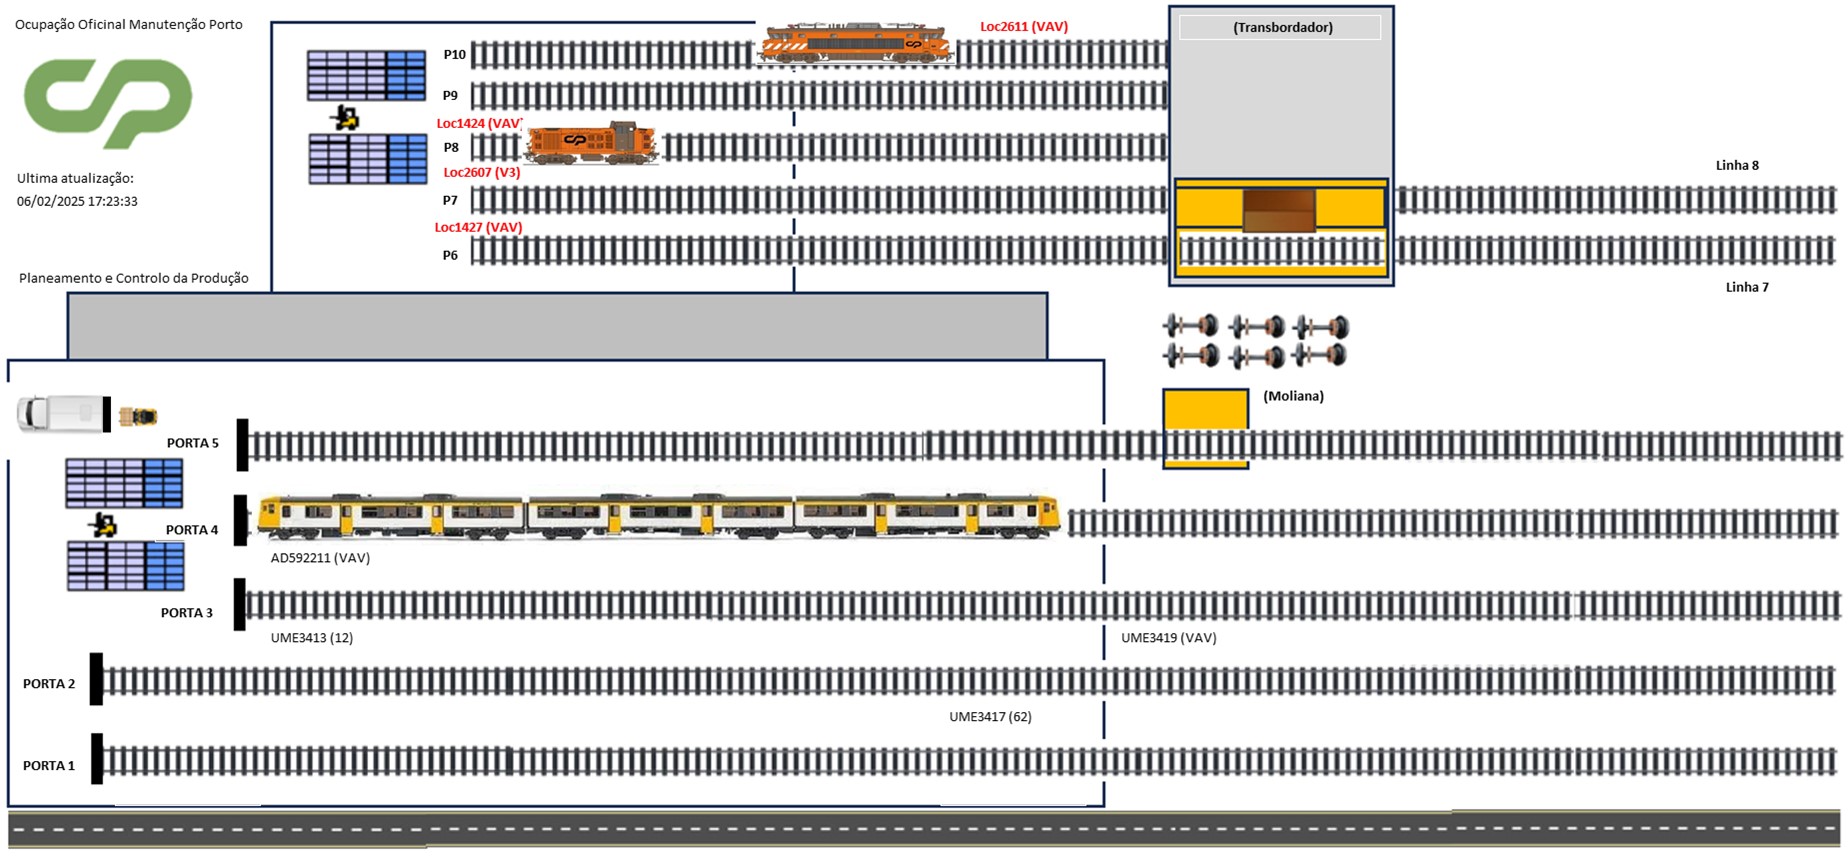 Ocupação Oficinal Manutenção Porto
Loc2611 (VAV)
(Transbordador)
P10
P9
Loc1424 (VAV)
P8
Loc2607 (V3)
Linha 8
Ultima atualização:
06/02/2025 17:23:33
P7
Loc1427 (VAV)
P6
Planeamento e Controlo da Produção
Linha 7
(Moliana)
PORTA 5
PORTA 4
AD592211 (VAV)
PORTA 3
UME3413 (12)
UME3419 (VAV)
PORTA 2
UME3417 (62)
PORTA 1